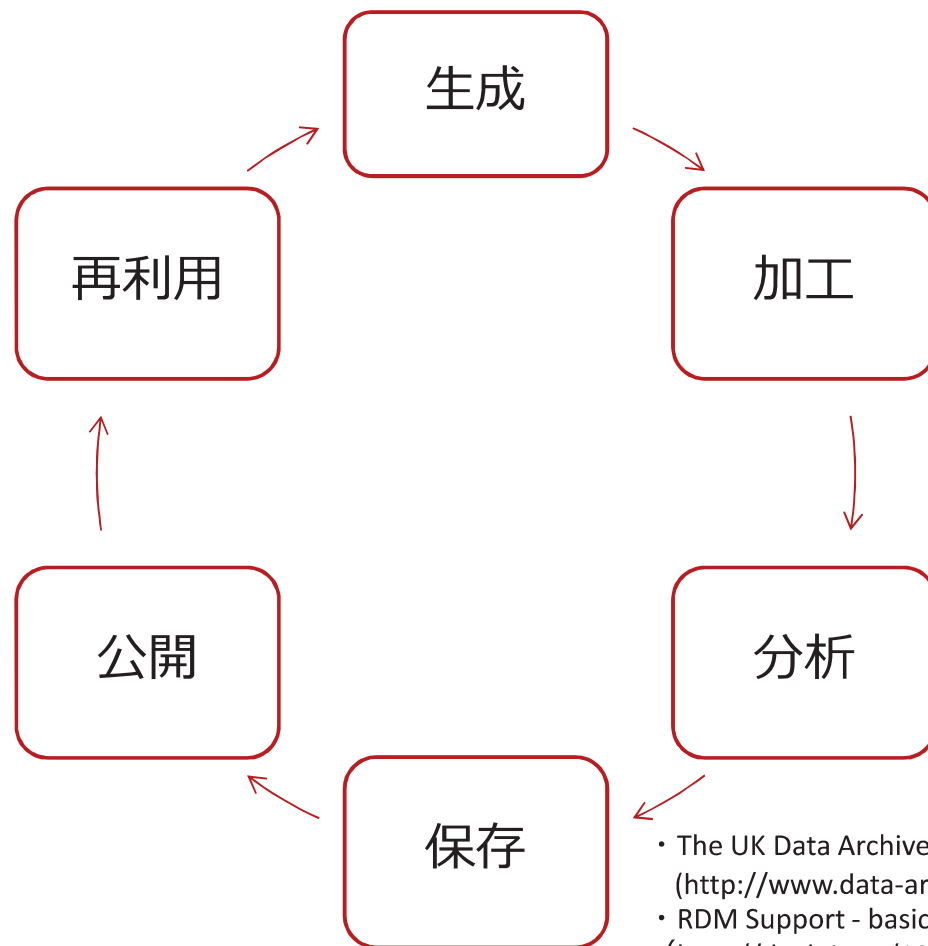 生成
再利用
加工
公開
分析
保存
・The UK Data Archive
(http://www.data-ar
・RDM Support - basic